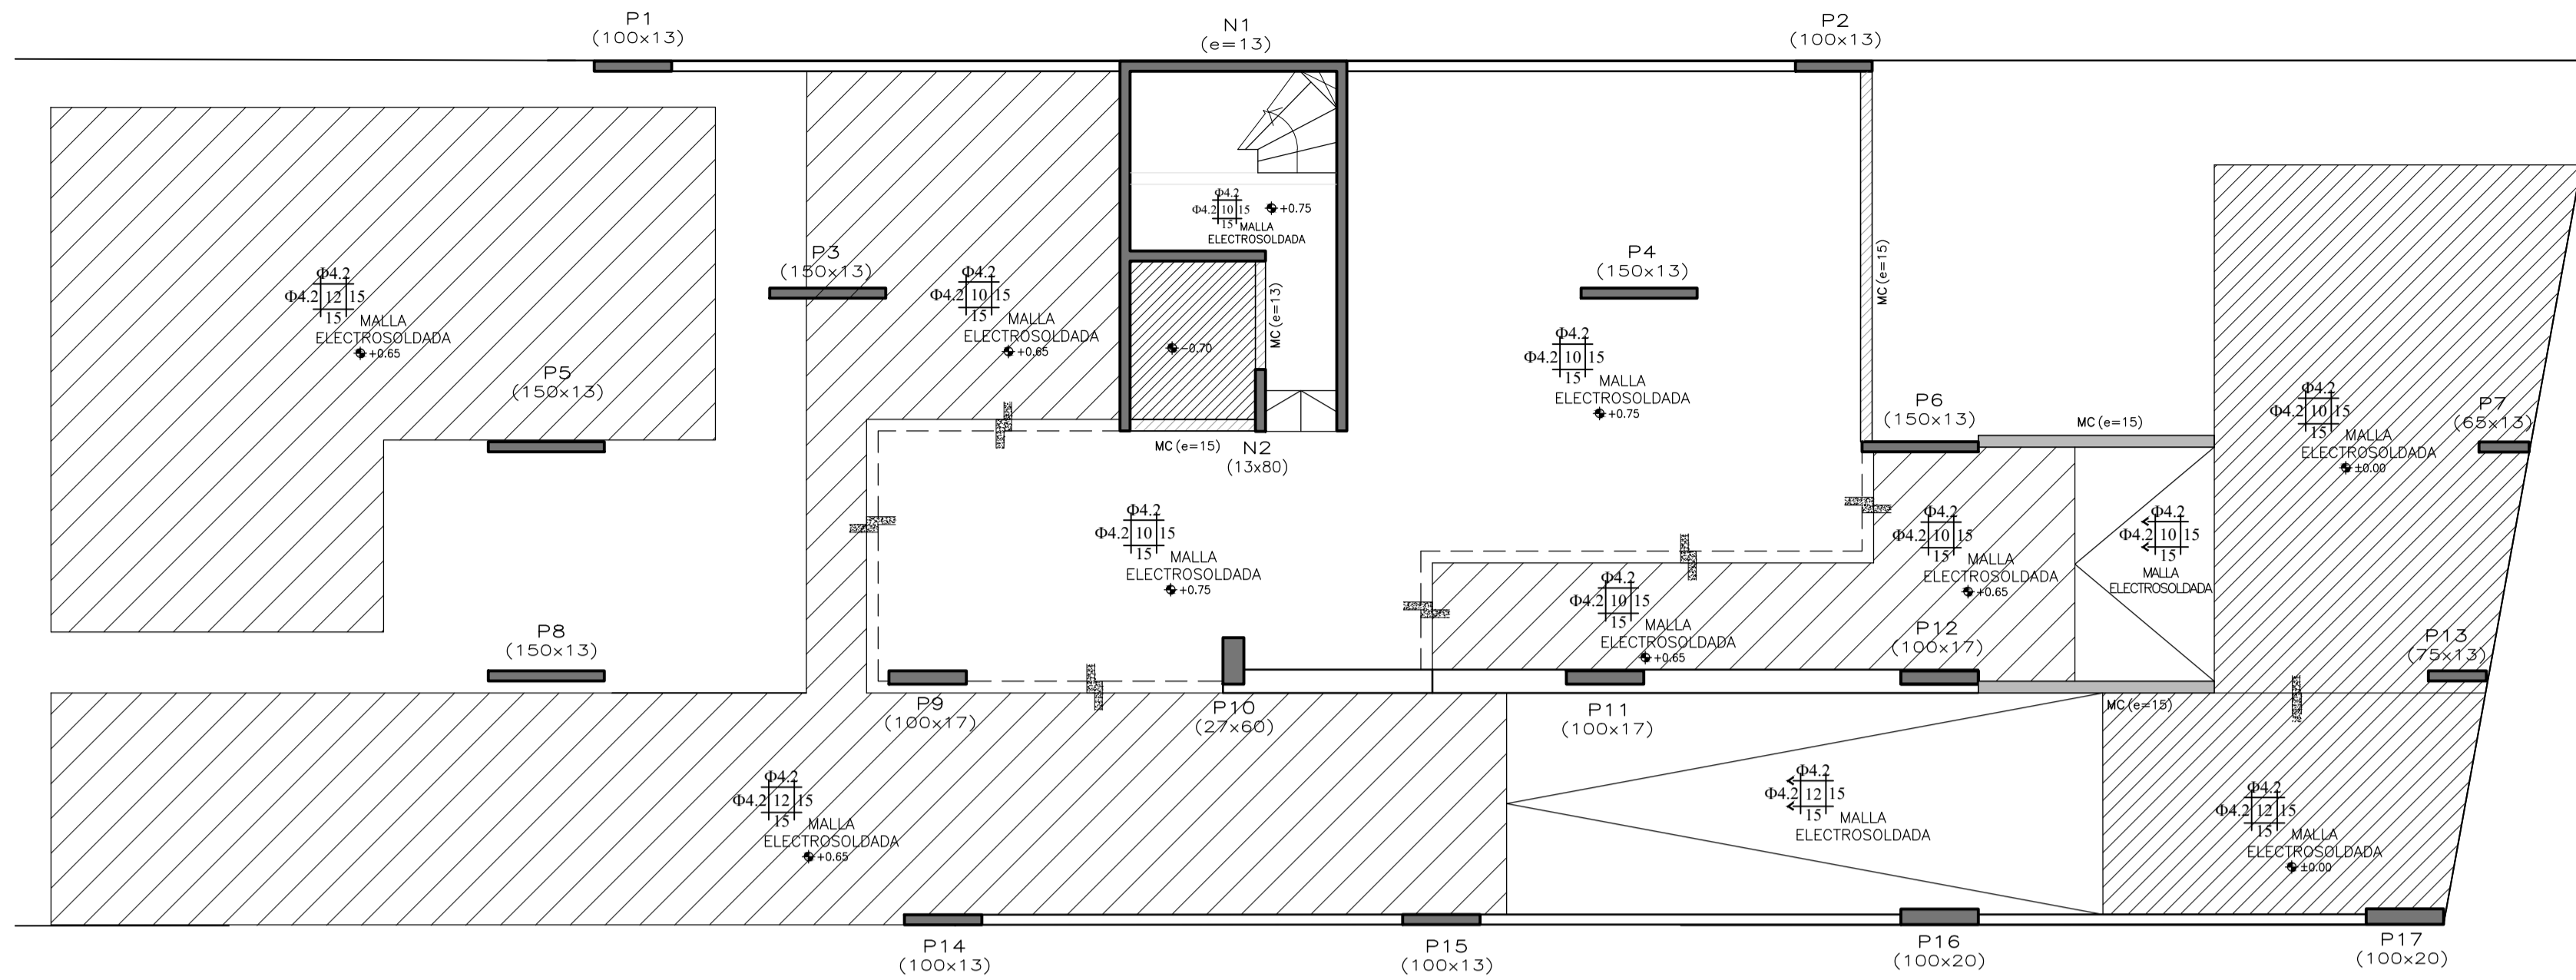 P1
(100x13)
N1
(e=13)
P2
(100x13)
Φ4.2
Φ4.2 10 15
15
MALLA
ELECTROSOLDADA
+0.75
P3
(150x13)
P4
(150x13)
MC(e=15)
Φ4.2
Φ4.2 12 15
15
MALLA
ELECTROSOLDADA
+0.65
Φ4.2
Φ4.2 10 15
15
MALLA
ELECTROSOLDADA
+0.65
MC(e=13)
-0.70
Φ4.2
Φ4.2 10 15
15
MALLA
ELECTROSOLDADA
+0.75
P5
(150x13)
P6
(150x13)
MC(e=15)
Φ4.2
Φ4.2 10 15
15
MALLA
ELECTROSOLDADA
±0.00
P7
(65x13)
MC(e=15)
N2
(13x80)
Φ4.2
Φ4.2 10 15
15
MALLA
ELECTROSOLDADA
+0.75
Φ4.2
Φ4.2 10 15
15
MALLA
ELECTROSOLDADA
+0.65
Φ4.2
Φ4.2 10 15
15
MALLA
ELECTROSOLDADA
Φ4.2
Φ4.2 10 15
15
MALLA
ELECTROSOLDADA
+0.65
P8
(150x13)
P12
(100x17)
P13
(75x13)
P9
(100x17)
P10
(27x60)
P11
(100x17)
MC(e=15)
Φ4.2
Φ4.2 12 15
15
MALLA
ELECTROSOLDADA
+0.65
Φ4.2
Φ4.2 12 15
15
MALLA
ELECTROSOLDADA
Φ4.2
Φ4.2 12 15
15
MALLA
ELECTROSOLDADA
±0.00
P14
(100x13)
P15
(100x13)
P16
(100x20)
P17
(100x20)